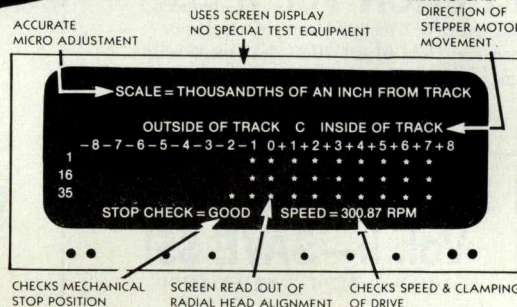 ACCURATE
MICRO ADJUSTMENT
USES SCREEN DISPLAY
NO SPECIAL TEST EQUIPMENT
DIRECTION OF
STEPPER MOTOR
MOVEMENT.
SCALE = THOUSANDTHS OF AN INCH FROM TRACK
OUTSIDE OF TRACK C INSIDE OF TRACK
-8-7-6-5-4-3-2-1 0+1+2+3+4+5+6+7+8
1 * * * * * * * *
16 * * * * * * * *
35 * * * * * * * * *
STOP CHECK = GOOD SPEED = 300.87 RPM
CHECKS MECHANICAL
STOP POSITION
SCREEN READ OUT OF
RADIAL HEAD ALIGNMENT
CHECKS SPEED & CLAMPING
OF DRIVE